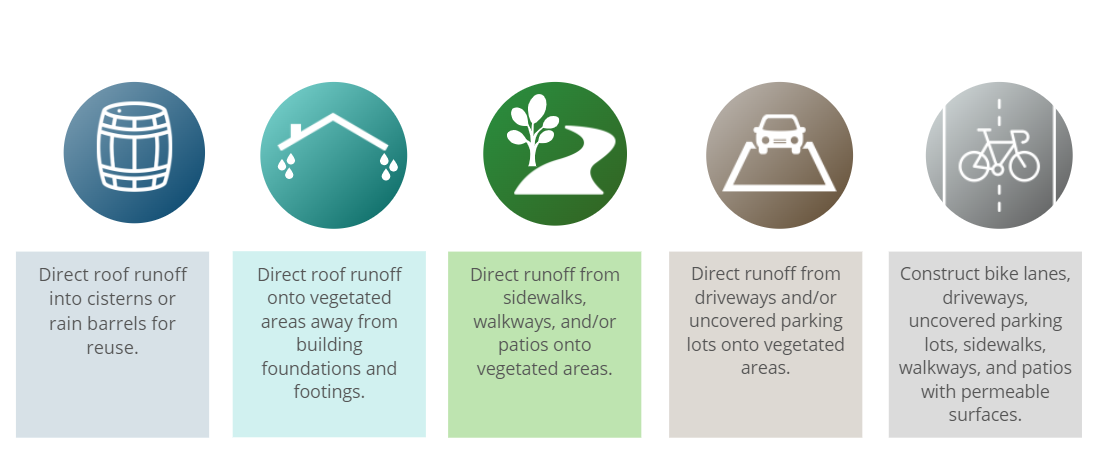 Direct roof runoff
into cisterns or
rain barrels for
reuse.
Direct roof runoff
onto vegetated
areas away from
building
foundations and
footings.
Direct runoff from
sidewalks,
walkways, and/or
patios onto
vegetated areas.
Direct runoff from
driveways and/or
uncovered parking
lots onto vegetated
areas.
Construct bike lanes,
driveways,
uncovered parking
lots, sidewalks,
walkways, and patios
with permeable
surfaces.